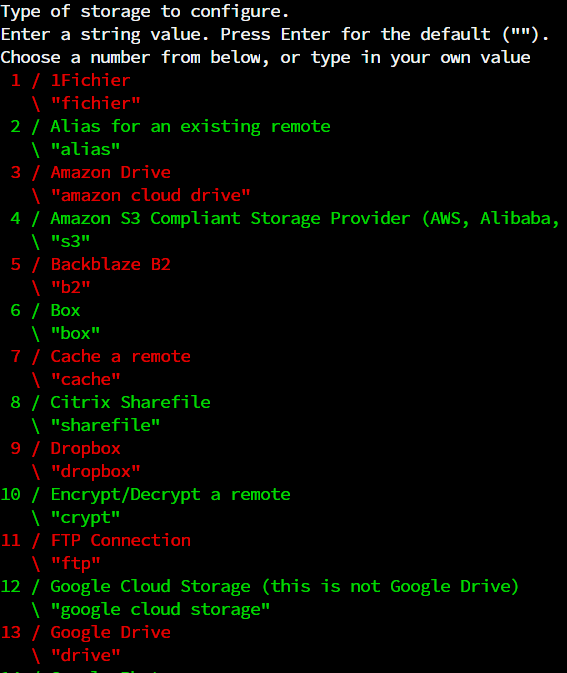 Type of storage to configure.
Enter a string value. Press Enter for the default ("").
Choose a number from below, or type in your own value
 1 / 1Fichier
   \ "fichier"
 2 / Alias for an existing remote
   \ "alias"
 3 / Amazon Drive
   \ "amazon cloud drive"
 4 / Amazon S3 Compliant Storage Provider (AWS, Alibaba,
   \ "s3"
 5 / Backblaze B2
   \ "b2"
 6 / Box
   \ "box"
 7 / Cache a remote
   \ "cache"
 8 / Citrix Sharefile
   \ "sharefile"
 9 / Dropbox
   \ "dropbox"
10 / Encrypt/Decrypt a remote
   \ "crypt"
11 / FTP Connection
   \ "ftp"
12 / Google Cloud Storage (this is not Google Drive)
   \ "google cloud storage"
13 / Google Drive
   \ "drive"